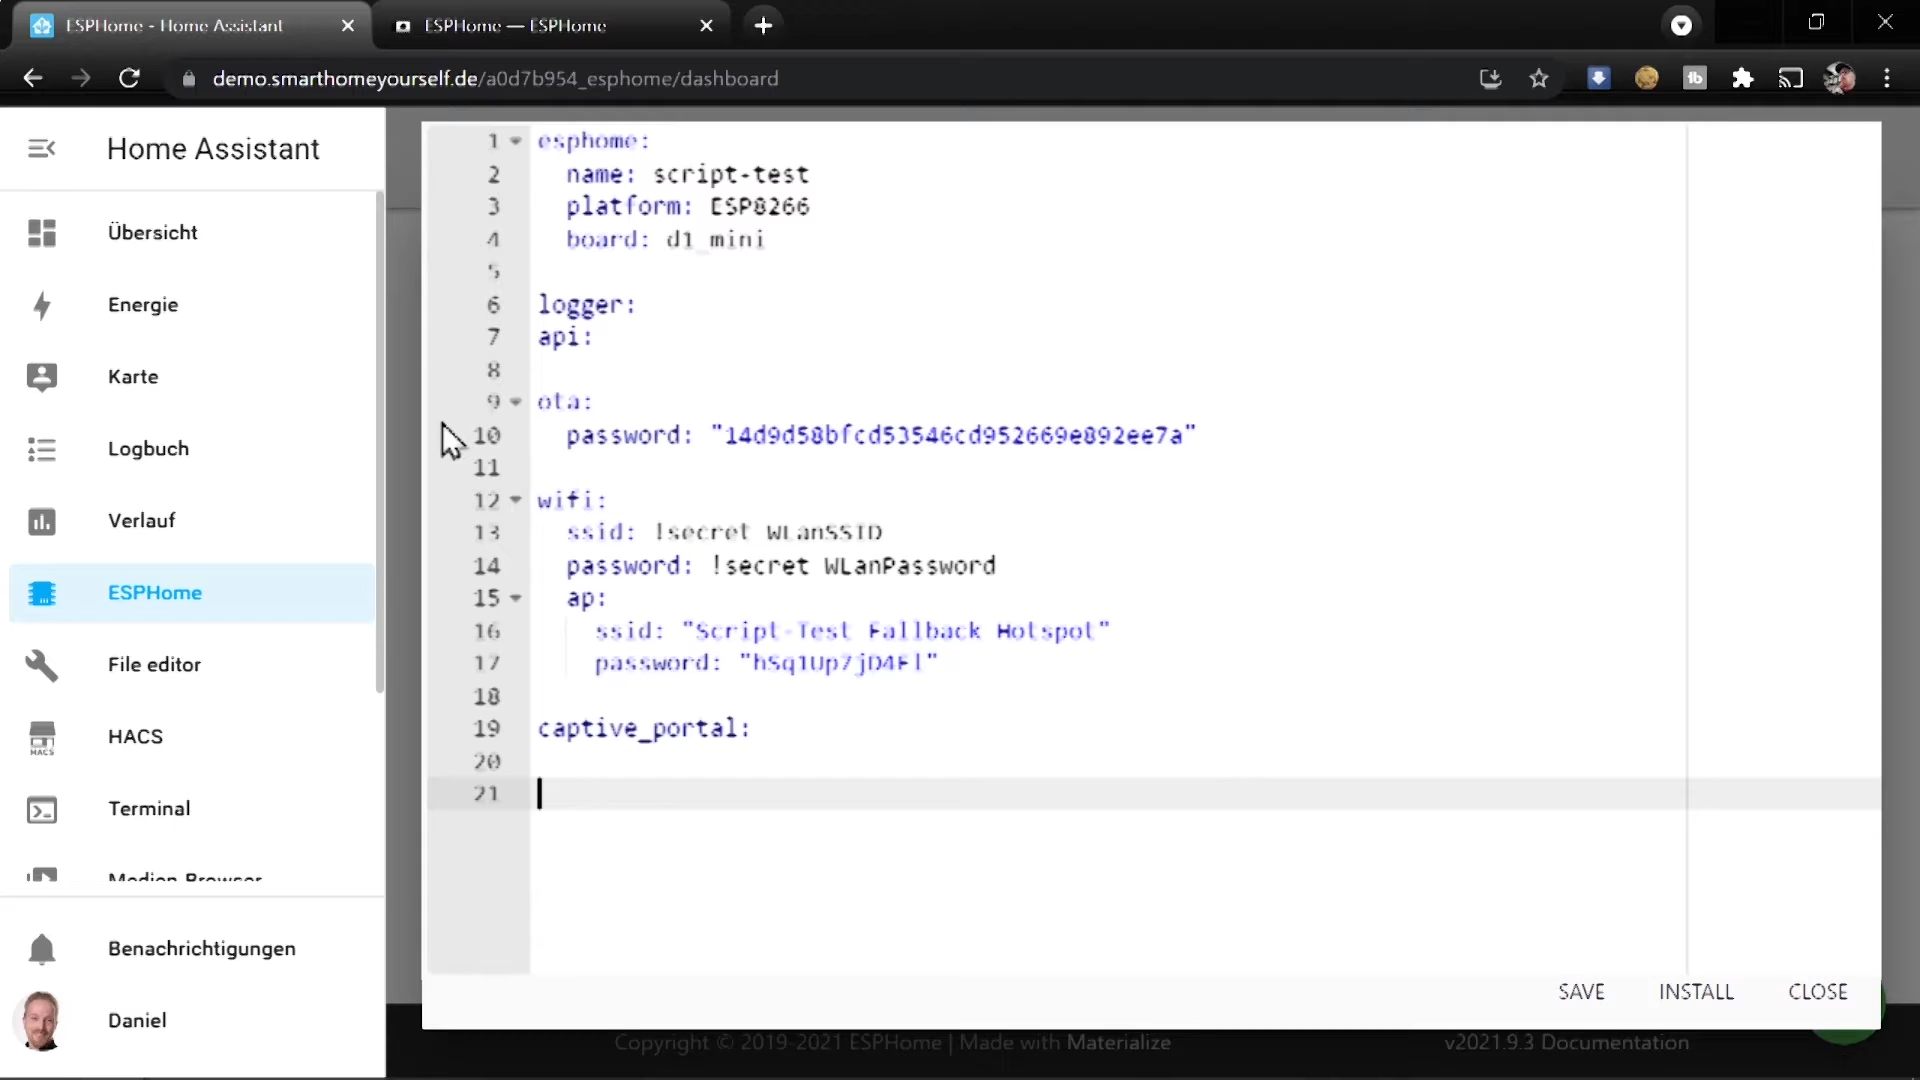 ESPHome - Home Assistant
ESPHome — ESPHome
demo.smarthomeyourself.de/a0d7b954_esphome/dashboard
Home Assistant
Übersicht
Energie
Karte
Logbuch
Verlauf
ESPHome
File editor
HACS
Terminal
Medien Browser
Benachrichtigungen
Daniel
1 esphome:
2 name: script-test
3 platform: ESP8266
4 board: d1_mini
5
6 logger:
7 api:
8
9 ota:
10 password: "14d9d58bfcd53546cd952669e892ee7a"
11
12 wifi:
13 ssid: !secret WLanSSID
14 password: !secret WLanPassword
15 ap:
16 ssid: "Script-Test Fallback Hotspot"
17 password:
18
19 captive_portal:
20
21
SAVE INSTALL CLOSE
Copyright © 2019-2021 ESPHome | Made with Materialize
v2021.9.3 Documentation